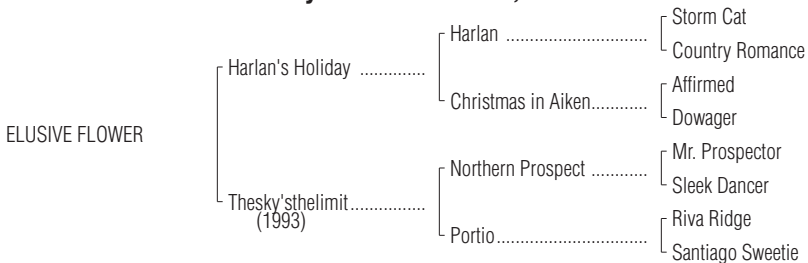 Storm Cat
Harlan ................................
Country Romance
Harlan's Holiday ..............
Affirmed
Christmas in Aiken............
Dowager
ELUSIVE FLOWER
Mr. Prospector
Northern Prospect ............
Sleek Dancer
Thesky'sthelimit ................
(1993)
Riva Ridge
Portio................................
Santiago Sweetie